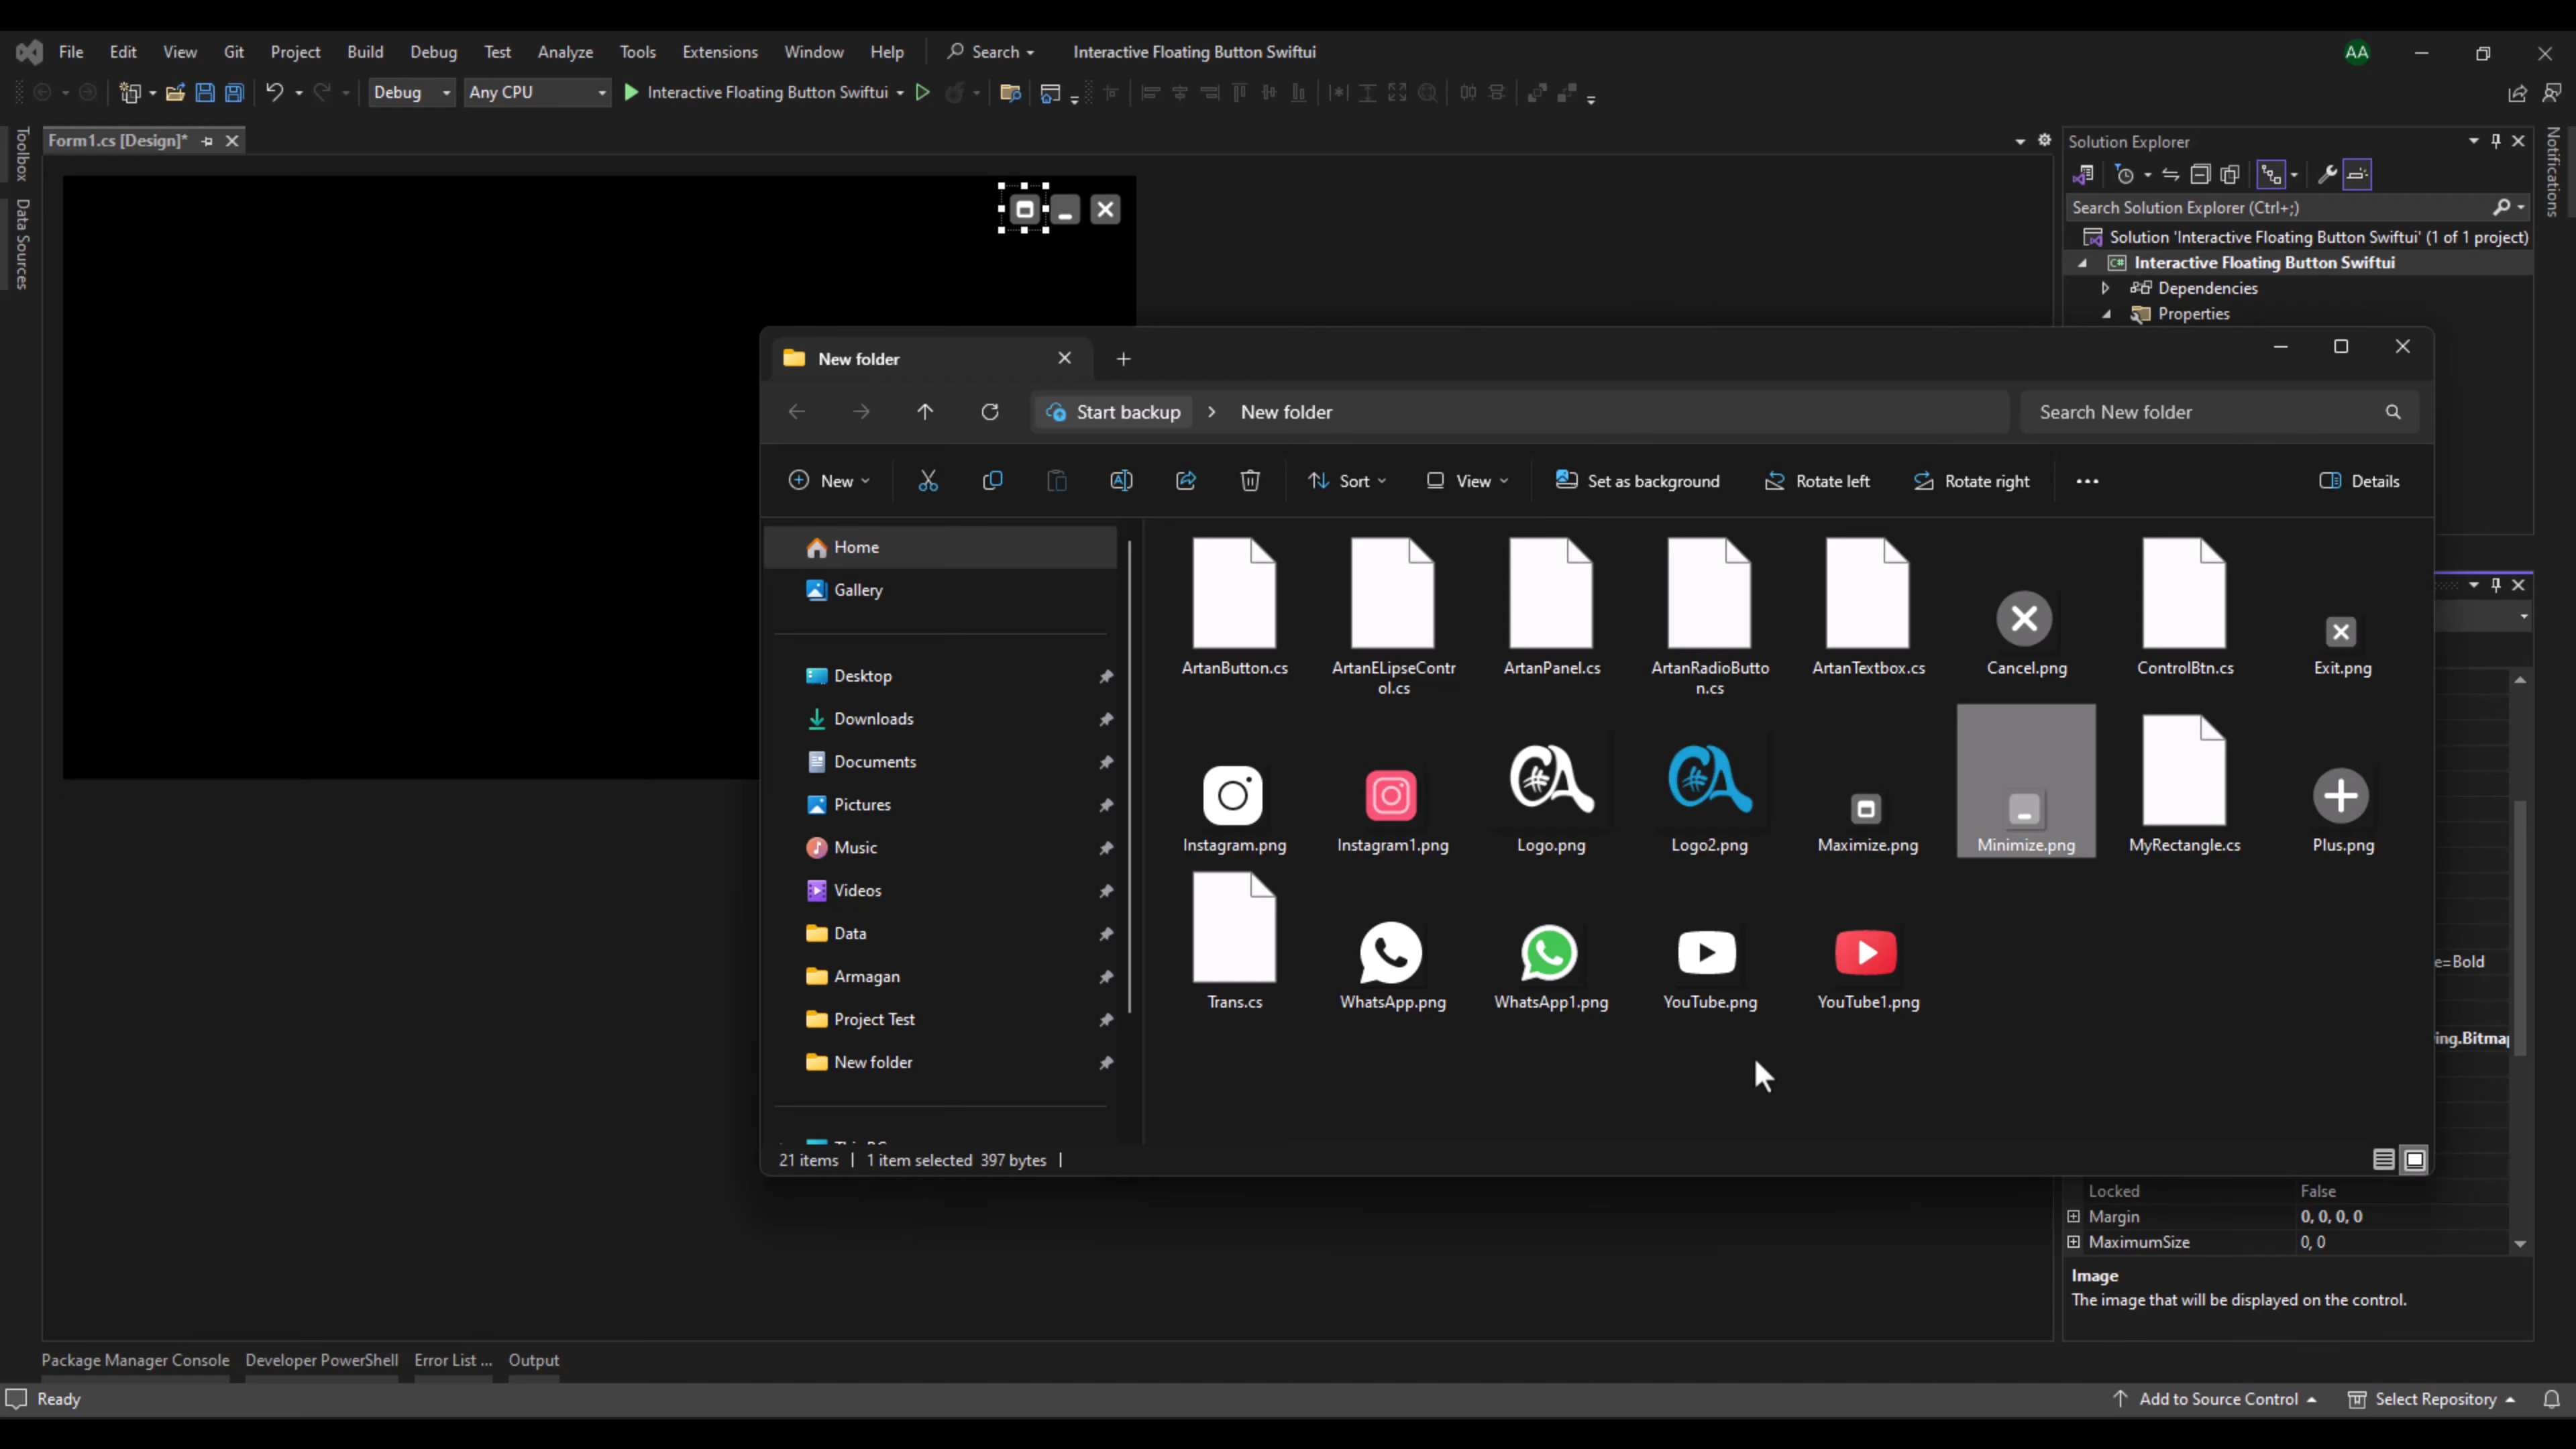 File Edit View Git Project Build Debug Test Analyze Tools Extensions Window Help Search Interactive Floating Button Swiftui AA
Debug Any CPU Interactive Floating Button Swiftui
Toolbox
Data Sources
Form1.cs [Design]*
Solution Explorer
Search Solution Explorer (Ctrl+;)
Solution 'Interactive Floating Button Swiftui' (1 of 1 project)
C# Interactive Floating Button Swiftui
Dependencies
Properties
Notifications
New folder
Start backup > New folder
Search New folder
New Sort View Set as background Rotate left Rotate right Details
Home
Gallery
Desktop
Downloads
Documents
Pictures
Music
Videos
Data
Armagan
Project Test
New folder
ArtanButton.cs
ArtanELipseContr
ol.cs
ArtanPanel.cs
ArtanRadioButto
n.cs
ArtanTextbox.cs
Cancel.png
ControlBtn.cs
Exit.png
Instagram.png
Instagram1.png
Logo.png
Logo2.png
Maximize.png
Minimize.png
MyRectangle.cs
Plus.png
Trans.cs
WhatsApp.png
WhatsApp1.png
YouTube.png
YouTube1.png
21 items 1 item selected 397 bytes
e=Bold
ing.Bitmap
Locked False
Margin 0, 0, 0, 0
MaximumSize 0, 0
Image
The image that will be displayed on the control.
Package Manager Console Developer PowerShell Error List ... Output
Ready Add to Source Control Select Repository